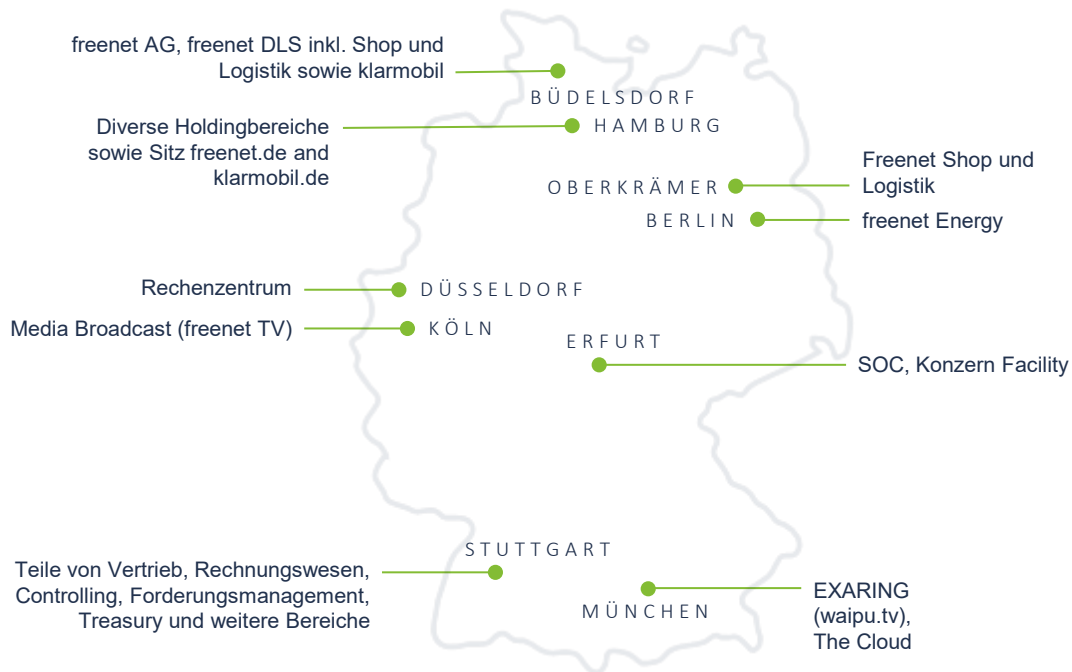 freenet AG, freenet DLS inkl. Shop und
Logistik sowie klarmobil
BÜDELSDORF
Diverse Holdingbereiche
sowie Sitz freenet.de and
klarmobil.de
HAMBURG
OBERKRÄMER
Freenet Shop und
Logistik
BERLIN
freenet Energy
Rechenzentrum
DÜSSELDORF
Media Broadcast (freenet TV)
KÖLN
ERFURT
SOC, Konzern Facility
STUTTGART
Teile von Vertrieb, Rechnungswesen,
Controlling, Forderungsmanagement,
Treasury und weitere Bereiche
MÜNCHEN
EXARING
(waipu.tv),
The Cloud